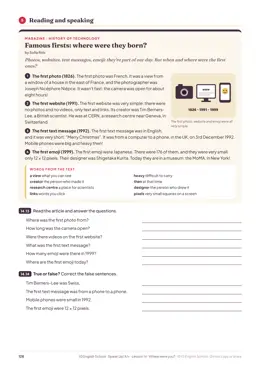 Reading and speaking
MAGAZINE · HISTORY OF TECHNOLOGY
Famous firsts: where were they born?
Photos, websites, text messages, emojis: they're part of our day. But when and where were the first ones?
The first photo (1826). The first photo was French. It was a view from
a window of a house in the east of France, and the photographer was
Joseph Nicéphore Niépce. It wasn't fast: the camera was open for about
eight hours!
The first website (1991). The first website was very simple: there were
no photos and no videos, only text and links. Its creator was Tim Berners-
Lee, a British scientist. He was at CERN, a research centre near Geneva, in
Switzerland.
The first text message (1992). The first text message was in English,
and it was very short: "Merry Christmas". It was from a computer to a phone, in the UK, on 3rd December 1992.
Mobile phones were big and heavy then!
The first emoji (1999). The first emoji were Japanese. There were 176 of them, and they were very small:
only 12 x 12 pixels. Their designer was Shigetaka Kurita. Today they are in a museum: the MoMA, in New York!
1826 · 1991 · 1999
WORDS FROM THE TEXT
a view what you can see
creator the person who made it
research centre a place for scientists
links words you click
heavy difficult to carry
then at that time
designer the person who drew it
pixels very small squares on a screen
Read the article and answer the questions.
Where was the first photo from?
How long was the camera open?
Were there videos on the first website?
What was the first text message?
How many emoji were there in 1999?
Where are the first emoji today?
True or false? Correct the false sentences.
Tim Berners-Lee was Swiss.
The first text message was from a phone to a phone.
Mobile phones were small in 1992.
The first emoji were 12 x 12 pixels.